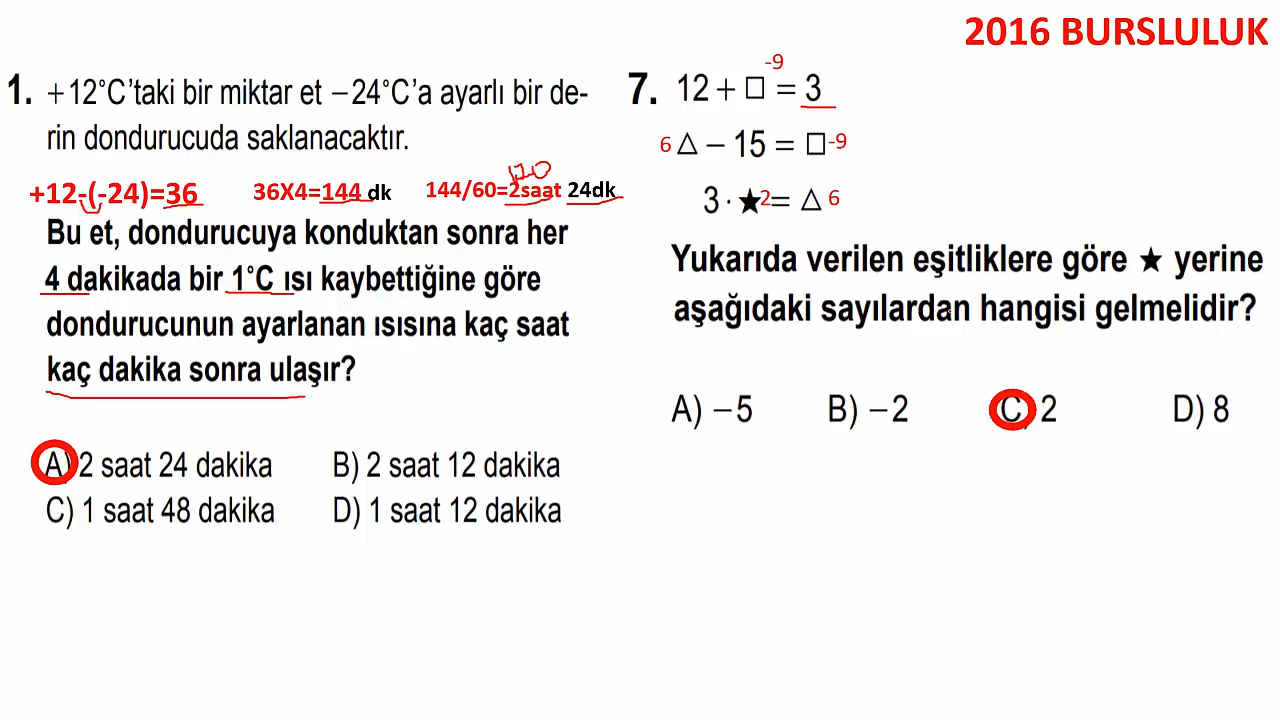 2016 BURSLULUK
1. +12°C'taki bir miktar et −24°C'a ayarlı bir de-
rin dondurucuda saklanacaktır.
+12-(-24)=36 36X4=144 dk 144/60=2saat 24dk
120
Bu et, dondurucuya konduktan sonra her
4 dakikada bir 1°C ısı kaybettiğine göre
dondurucunun ayarlanan ısısına kaç saat
kaç dakika sonra ulaşır?
A) 2 saat 24 dakika B) 2 saat 12 dakika
C) 1 saat 48 dakika D) 1 saat 12 dakika
-9
7. 12 + □ = 3
6 △ − 15 = □ -9
3 · ★ 2 = △ 6
Yukarıda verilen eşitliklere göre ★ yerine
aşağıdaki sayılardan hangisi gelmelidir?
A) −5 B) −2 C) 2 D) 8